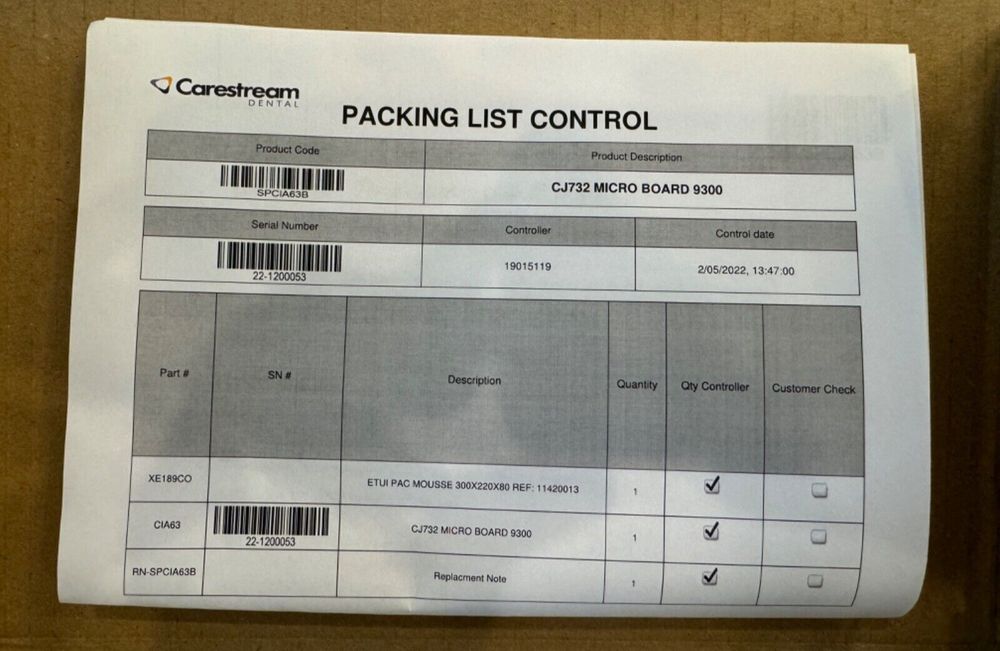 Carestream
DENTAL
PACKING LIST CONTROL
Product Code
Product Description
SPCIA63B
CJ732 MICRO BOARD 9300
Serial Number
Controller
Control date
22-1200053
19015119
2/05/2022, 13:47:00
Part #
SN #
Description
Quantity
Qty Controller
Customer Check
XE189CO
ETUI PAC MOUSSE 300X220X80 REF: 11420013
1
CIA63
22-1200053
CJ732 MICRO BOARD 9300
1
RN-SPCIA63B
Replacment Note
1